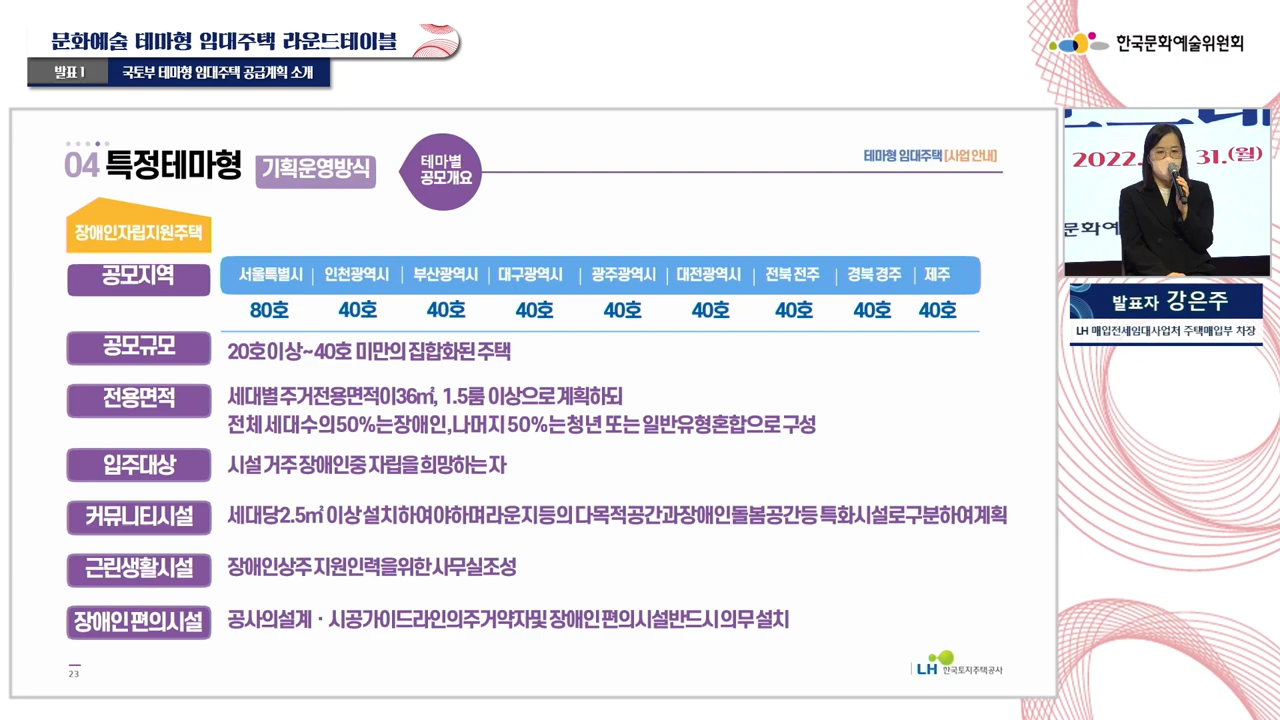 문화예술 테마형 임대주택 라운드테이블
발표 1 국토부 테마형 임대주택 공급계획 소개
한국문화예술위원회
04 특정테마형 기획운영방식
테마별
공모개요
테마형 임대주택 [사업 안내]
장애인자립지원주택
공모지역
서울특별시 | 인천광역시 | 부산광역시 | 대구광역시 | 광주광역시 | 대전광역시 | 전북 전주 | 경북 경주 | 제주
80호 40호 40호 40호 40호 40호 40호 40호 40호
공모규모 20호이상~40호 미만의 집합화된 주택
전용면적 세대별 주거전용면적이36㎡, 1.5룸 이상으로 계획하되
전체 세대수의 50%는 장애인, 나머지 50%는 청년 또는 일반유형혼합으로 구성
입주대상 시설 거주 장애인중 자립을 희망하는 자
커뮤니티시설 세대당2.5㎡ 이상 설치하여야하며 라운지등의 다목적공간과 장애인돌봄공간등 특화시설로 구분하여계획
근린생활시설 장애인상주 지원인력을위한 사무실조성
장애인 편의시설 공사의설계 · 시공가이드라인의 주거약자및 장애인 편의시설 반드시 의무 설치
23
LH 한국토지주택공사
2022. 31.(월)
문화예
발표자 강은주
LH 매입전세임대사업처 주택매입부 차장